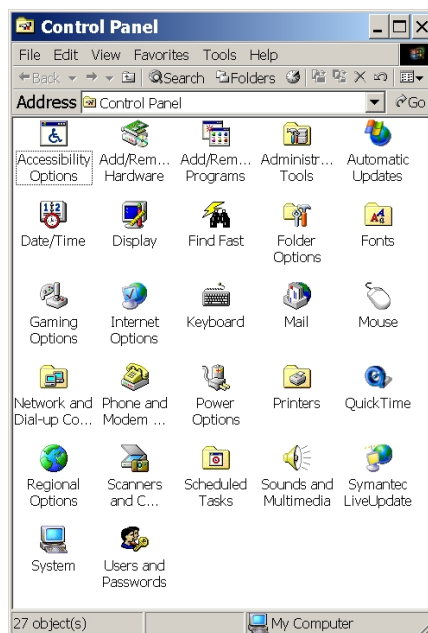 Control Panel
File Edit View Favorites Tools Help
Back Search Folders
Address Control Panel Go
Accessibility Options
Add/Rem... Hardware
Add/Rem... Programs
Administr... Tools
Automatic Updates
Date/Time
Display
Find Fast
Folder Options
Fonts
Gaming Options
Internet Options
Keyboard
Mail
Mouse
Network and Dial-up Co...
Phone and Modem ...
Power Options
Printers
QuickTime
Regional Options
Scanners and C...
Scheduled Tasks
Sounds and Multimedia
Symantec LiveUpdate
System
Users and Passwords
27 object(s) My Computer